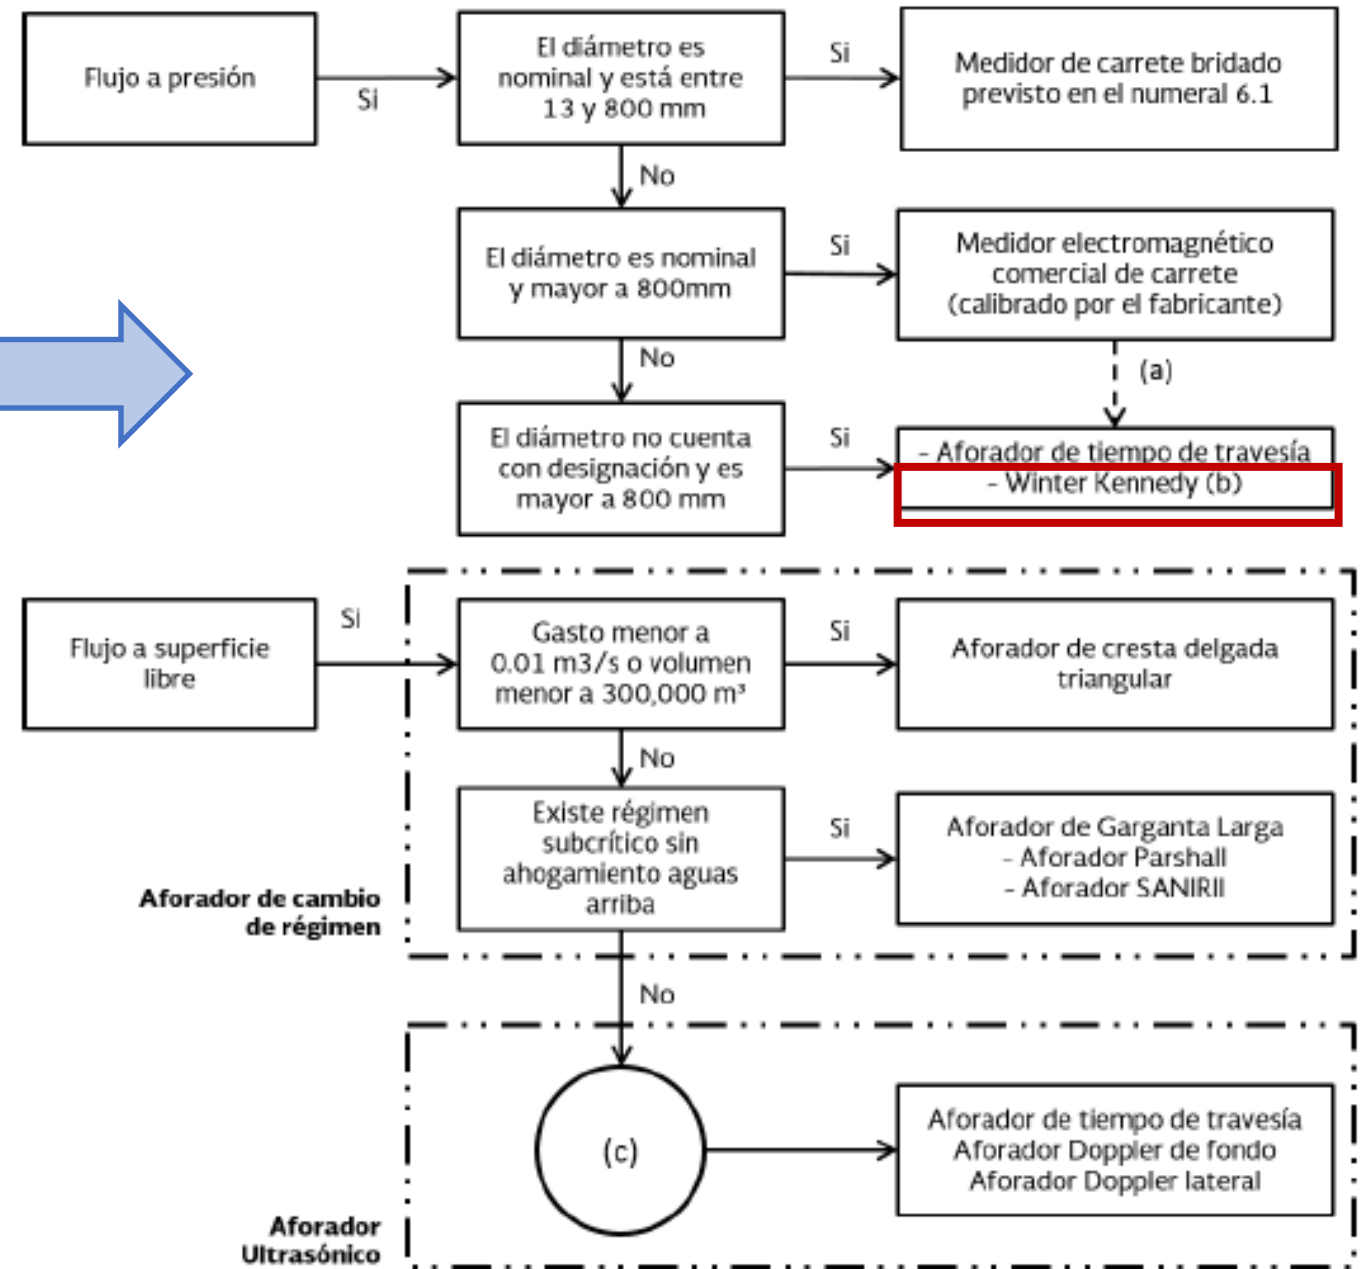 Flujo a presión
Si
El diámetro es
nominal y está entre
13 y 800 mm
Si
Medidor de carrete bridado
previsto en el numeral 6.1
No
El diámetro es nominal
y mayor a 800mm
Si
Medidor electromagnético
comercial de carrete
(calibrado por el fabricante)
No
(a)
El diámetro no cuenta
con designación y es
mayor a 800 mm
Si
- Aforador de tiempo de travesía
- Winter Kennedy (b)
Flujo a superficie
libre
Si
Gasto menor a
0.01 m3/s o volumen
menor a 300,000 m³
Si
Aforador de cresta delgada
triangular
No
Existe régimen
subcrítico sin
ahogamiento aguas
arriba
Si
Aforador de Garganta Larga
- Aforador Parshall
- Aforador SANIRII
Aforador de cambio
de régimen
No
(c)
Aforador de tiempo de travesía
Aforador Doppler de fondo
Aforador Doppler lateral
Aforador
Ultrasónico